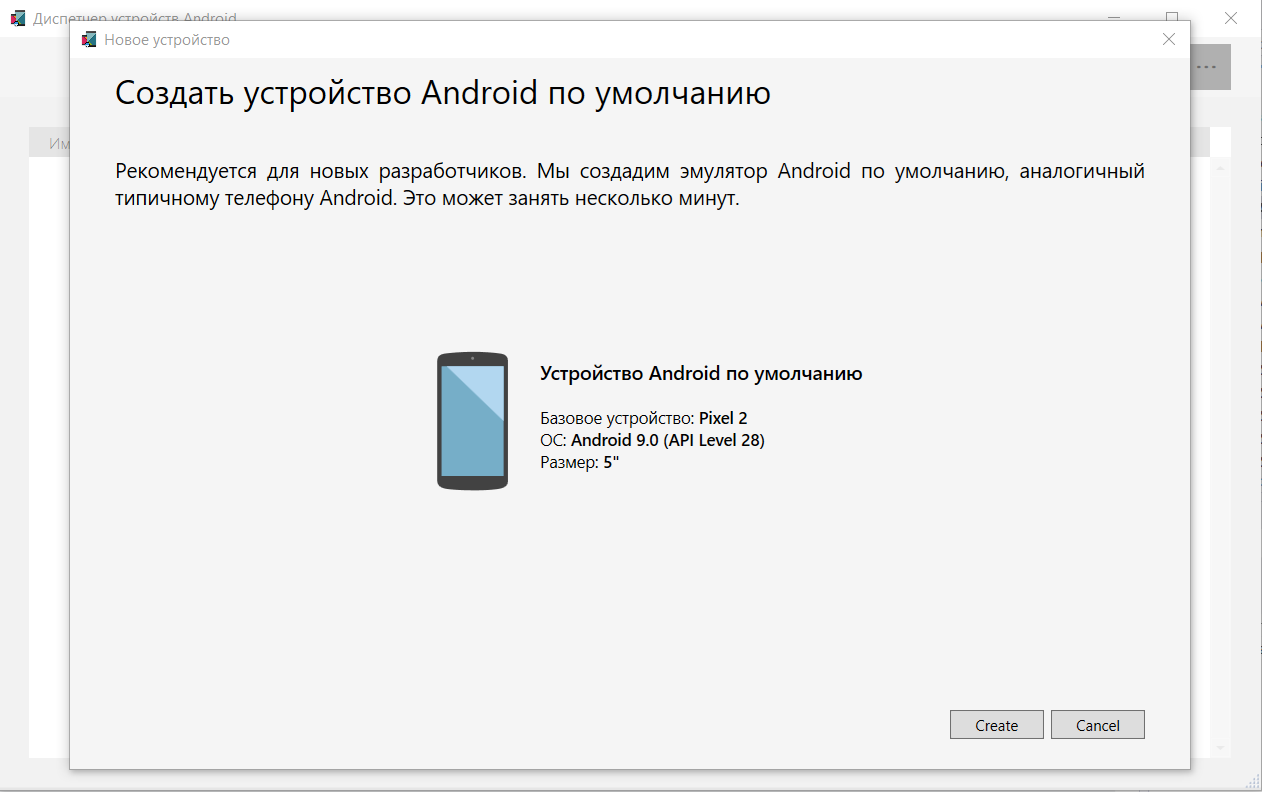 Диспетчер устройств Android
Новое устройство
...
Им
Создать устройство Android по умолчанию
Рекомендуется для новых разработчиков. Мы создадим эмулятор Android по умолчанию, аналогичный
типичному телефону Android. Это может занять несколько минут.
Устройство Android по умолчанию
Базовое устройство: Pixel 2
ОС: Android 9.0 (API Level 28)
Размер: 5"
Create Cancel